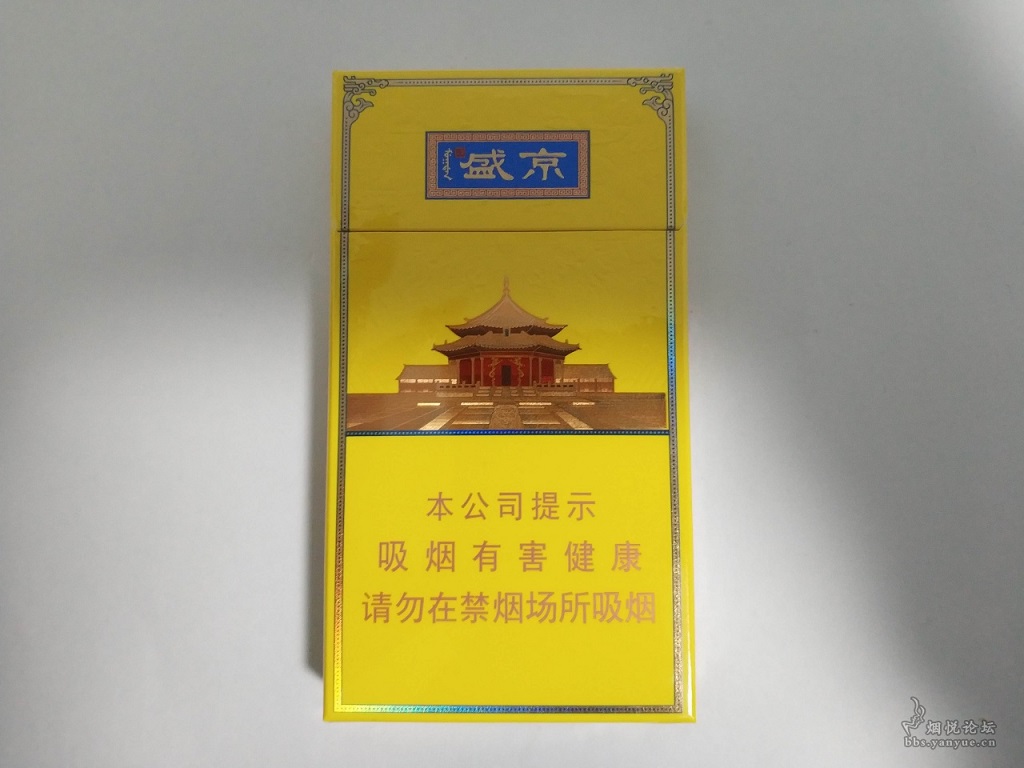 盛京
本公司提示
吸烟有害健康
请勿在禁烟场所吸烟
烟悦论坛
bbs.yanyue.cn